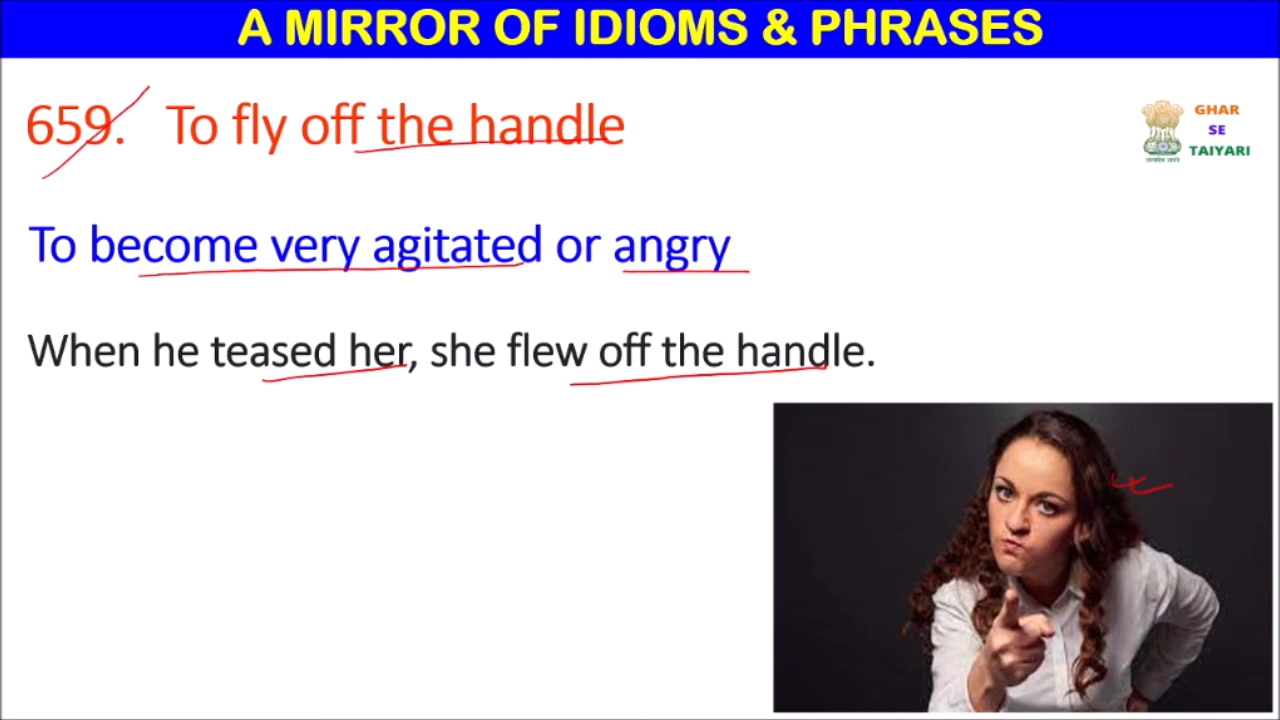 A MIRROR OF IDIOMS & PHRASES
659. To fly off the handle
GHAR
SE
TAIYARI
To become very agitated or angry
When he teased her, she flew off the handle.